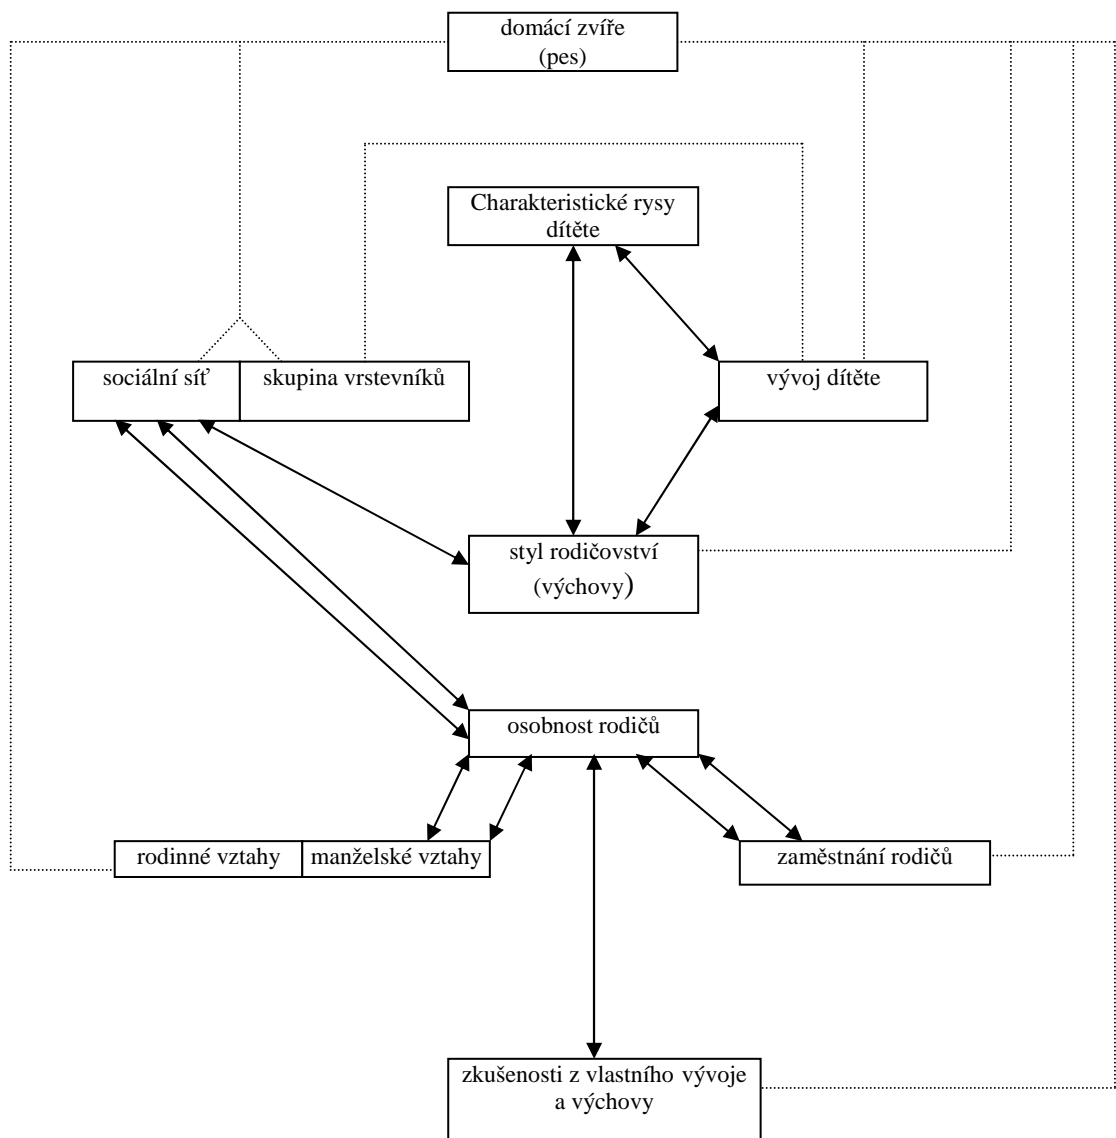 domácí zvíře
(pes)
Charakteristické rysy
dítěte
sociální síť
skupina vrstevníků
vývoj dítěte
styl rodičovství
(výchovy)
osobnost rodičů
rodinné vztahy
manželské vztahy
zaměstnání rodičů
zkušenosti z vlastního vývoje
a výchovy